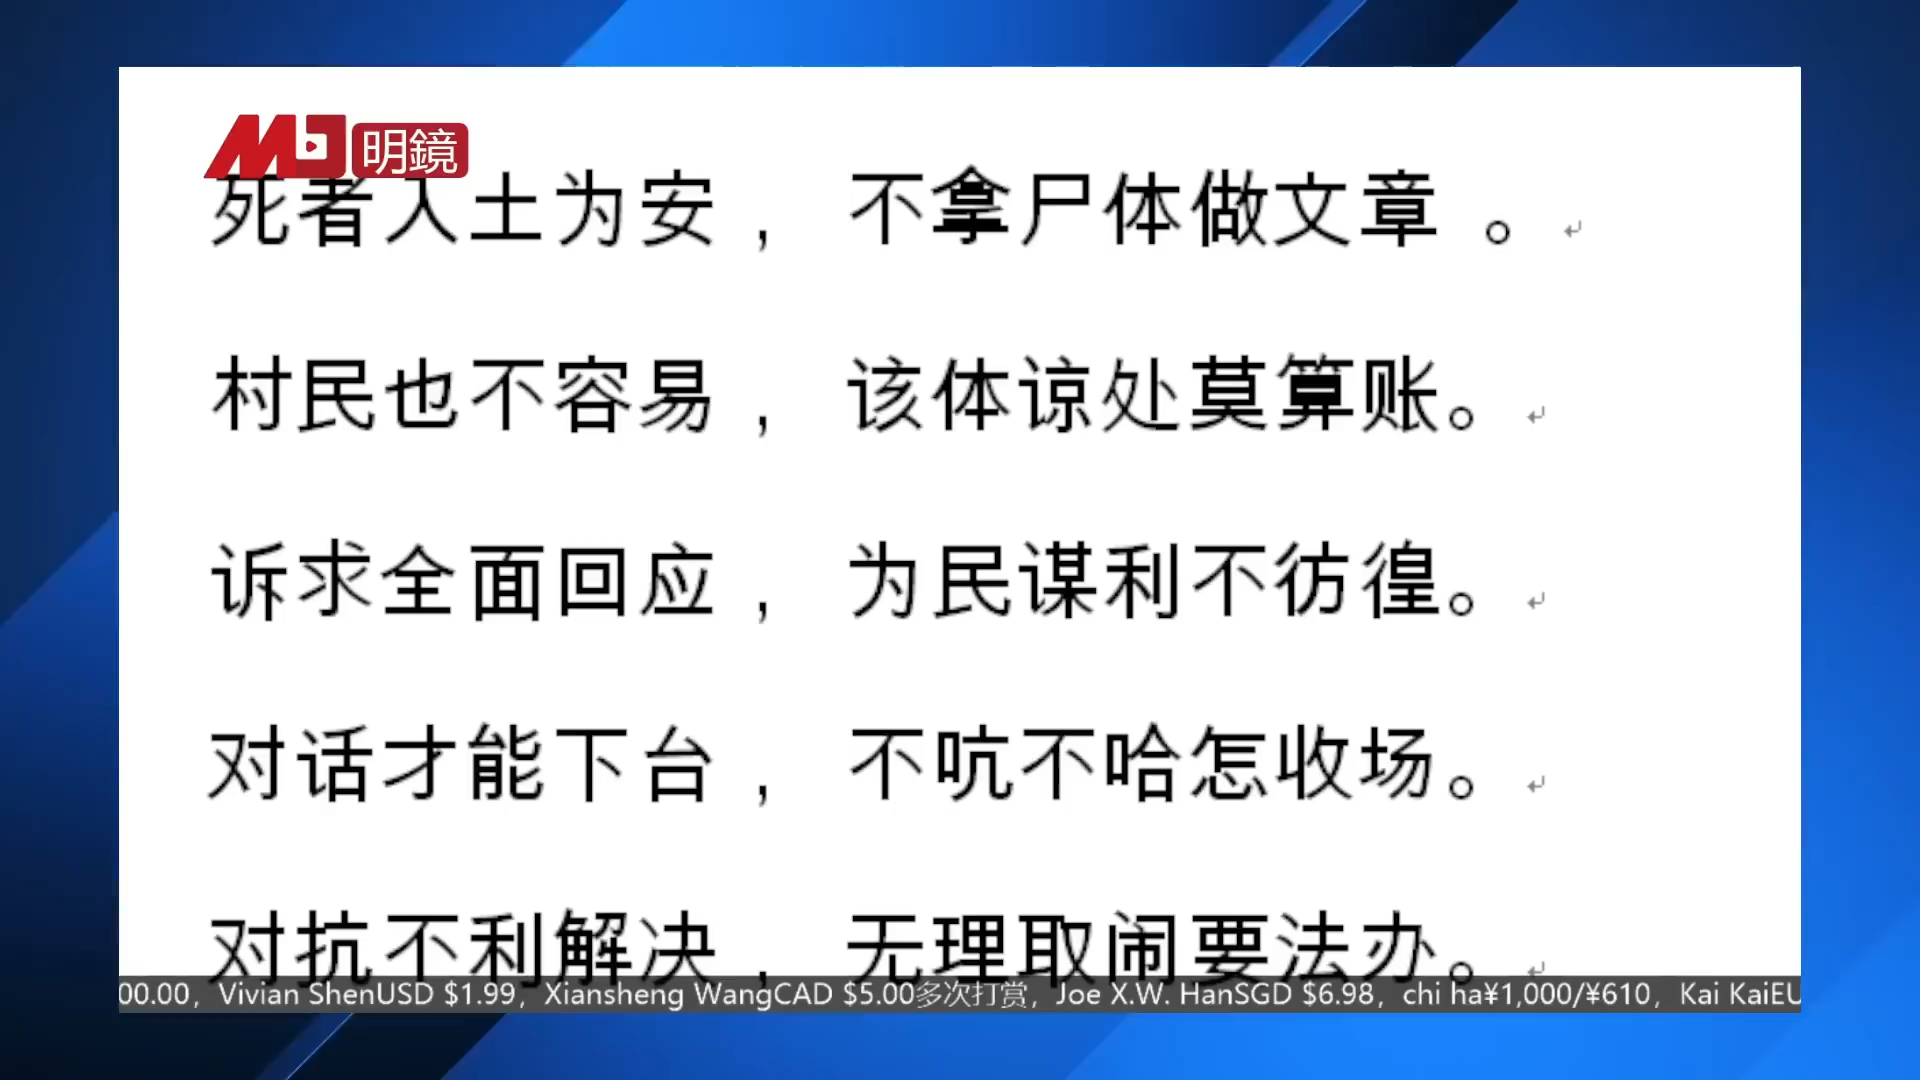 明鏡
死者入土为安， 不拿尸体做文章 。
村民也不容易， 该体谅处莫算账。
诉求全面回应， 为民谋利不彷徨。
对话才能下台， 不吭不哈怎收场。
对抗不利解决， 无理取闹要法办。
00.00，Vivian ShenUSD $1.99，Xiansheng WangCAD $5.00多次打赏，Joe X.W. HanSGD $6.98，chi ha¥1,000/¥610，Kai KaiEU